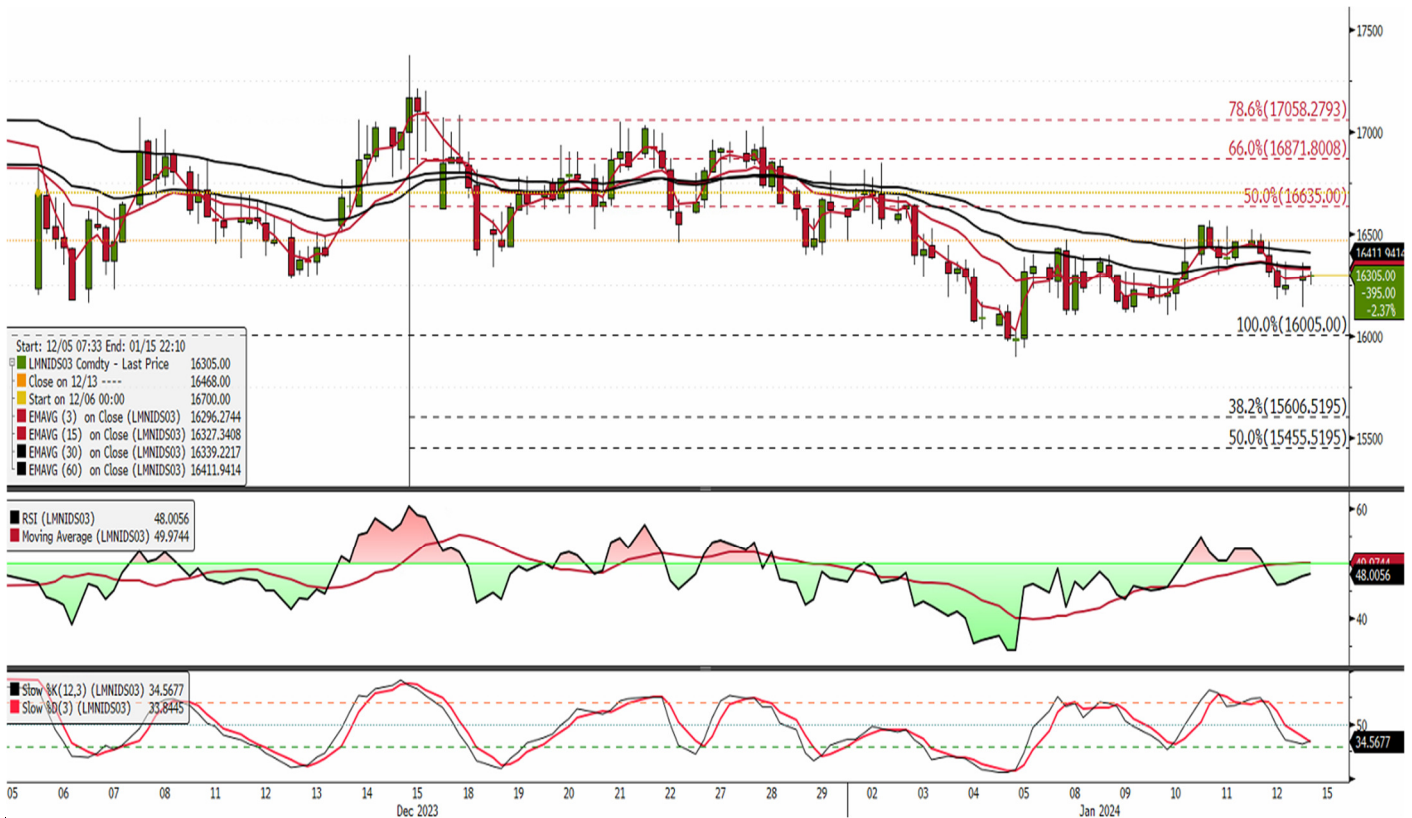 17500
78.6%(17058.2793)
17000
66.0%(16871.8008)
50.0%(16635.00)
16500
16411.9414
16305.00
-395.00
-2.37%
100.0%(16005.00)
16000
Start: 12/05 07:33 End: 01/15 22:10
LMNIDS03 Comdty - Last Price 16305.00
Close on 12/13 ---- 16468.00
Start on 12/06 00:00 16700.00
EMAVG (3) on Close (LMNIDS03) 16296.2744
EMAVG (15) on Close (LMNIDS03) 16327.3408
EMAVG (30) on Close (LMNIDS03) 16339.2217
EMAVG (60) on Close (LMNIDS03) 16411.9414
38.2%(15606.5195)
50.0%(15455.5195)
15500
RSI (LMNIDS03) 48.0056
Moving Average (LMNIDS03) 49.9744
60
49.9744
48.0056
40
Slow %K(12,3) (LMNIDS03) 34.5677
Slow %D(3) (LMNIDS03) 33.8445
50
34.5677
05 06 07 08 11 12 13 14 15 18 19 20 21 22 27 28 29 02 03 04 05 08 09 10 11 12 15
Dec 2023 Jan 2024